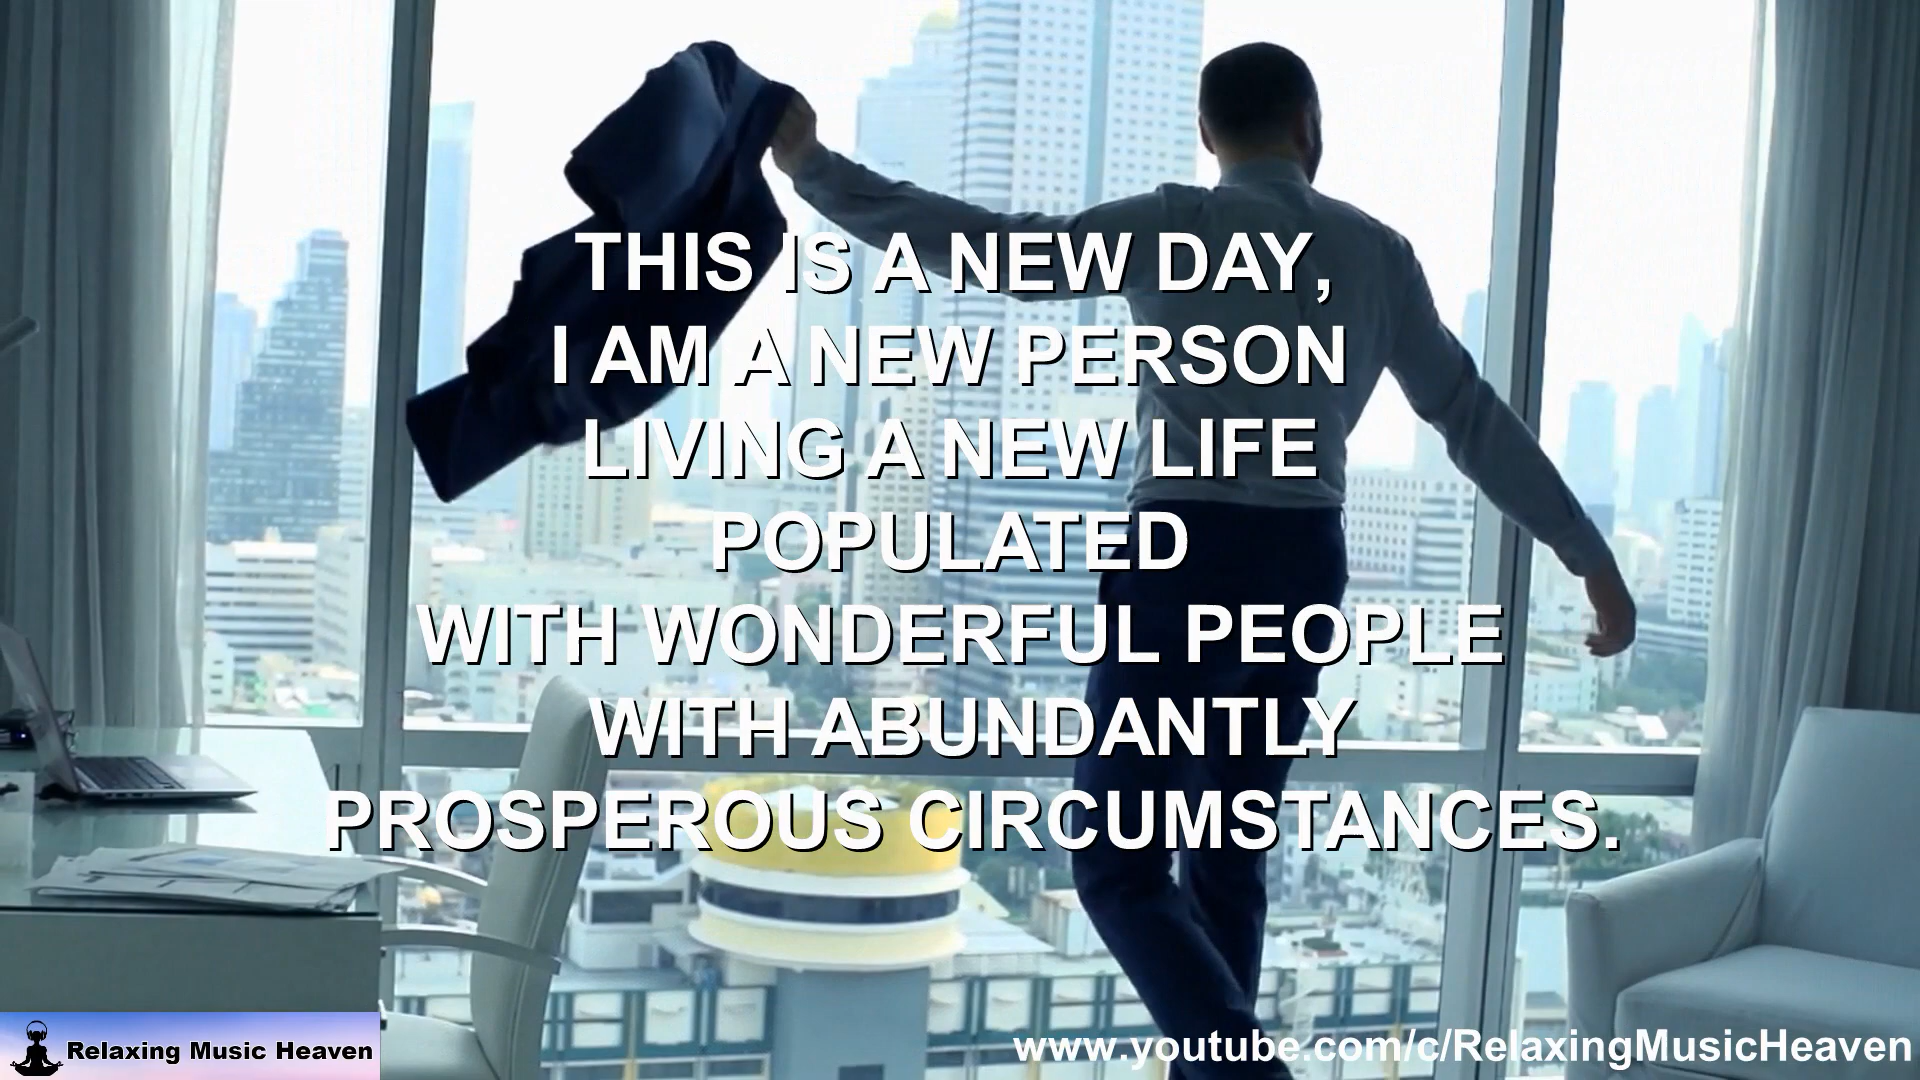 THIS IS A NEW DAY,
I AM A NEW PERSON
LIVING A NEW LIFE
POPULATED
WITH WONDERFUL PEOPLE
WITH ABUNDANTLY
PROSPEROUS CIRCUMSTANCES.
Relaxing Music Heaven
www.youtube.com/c/RelaxingMusicHeaven